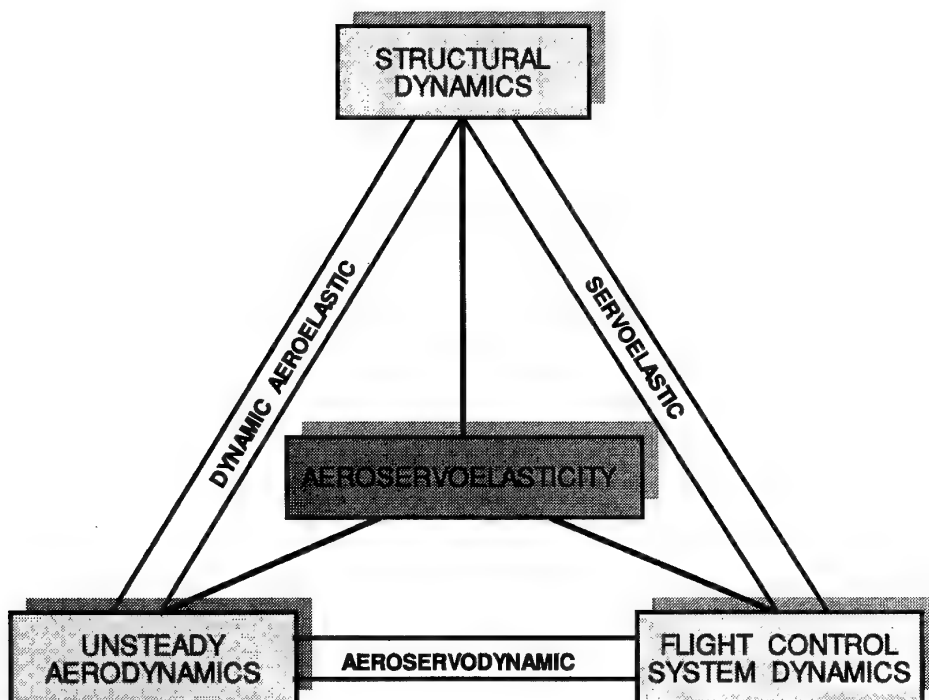 STRUCTURAL
DYNAMICS
DYNAMIC AEROELASTIC
SERVOELASTIC
AEROSERVOELASTICITY
UNSTEADY
AERODYNAMICS
AEROSERVODYNAMIC
FLIGHT CONTROL
SYSTEM DYNAMICS